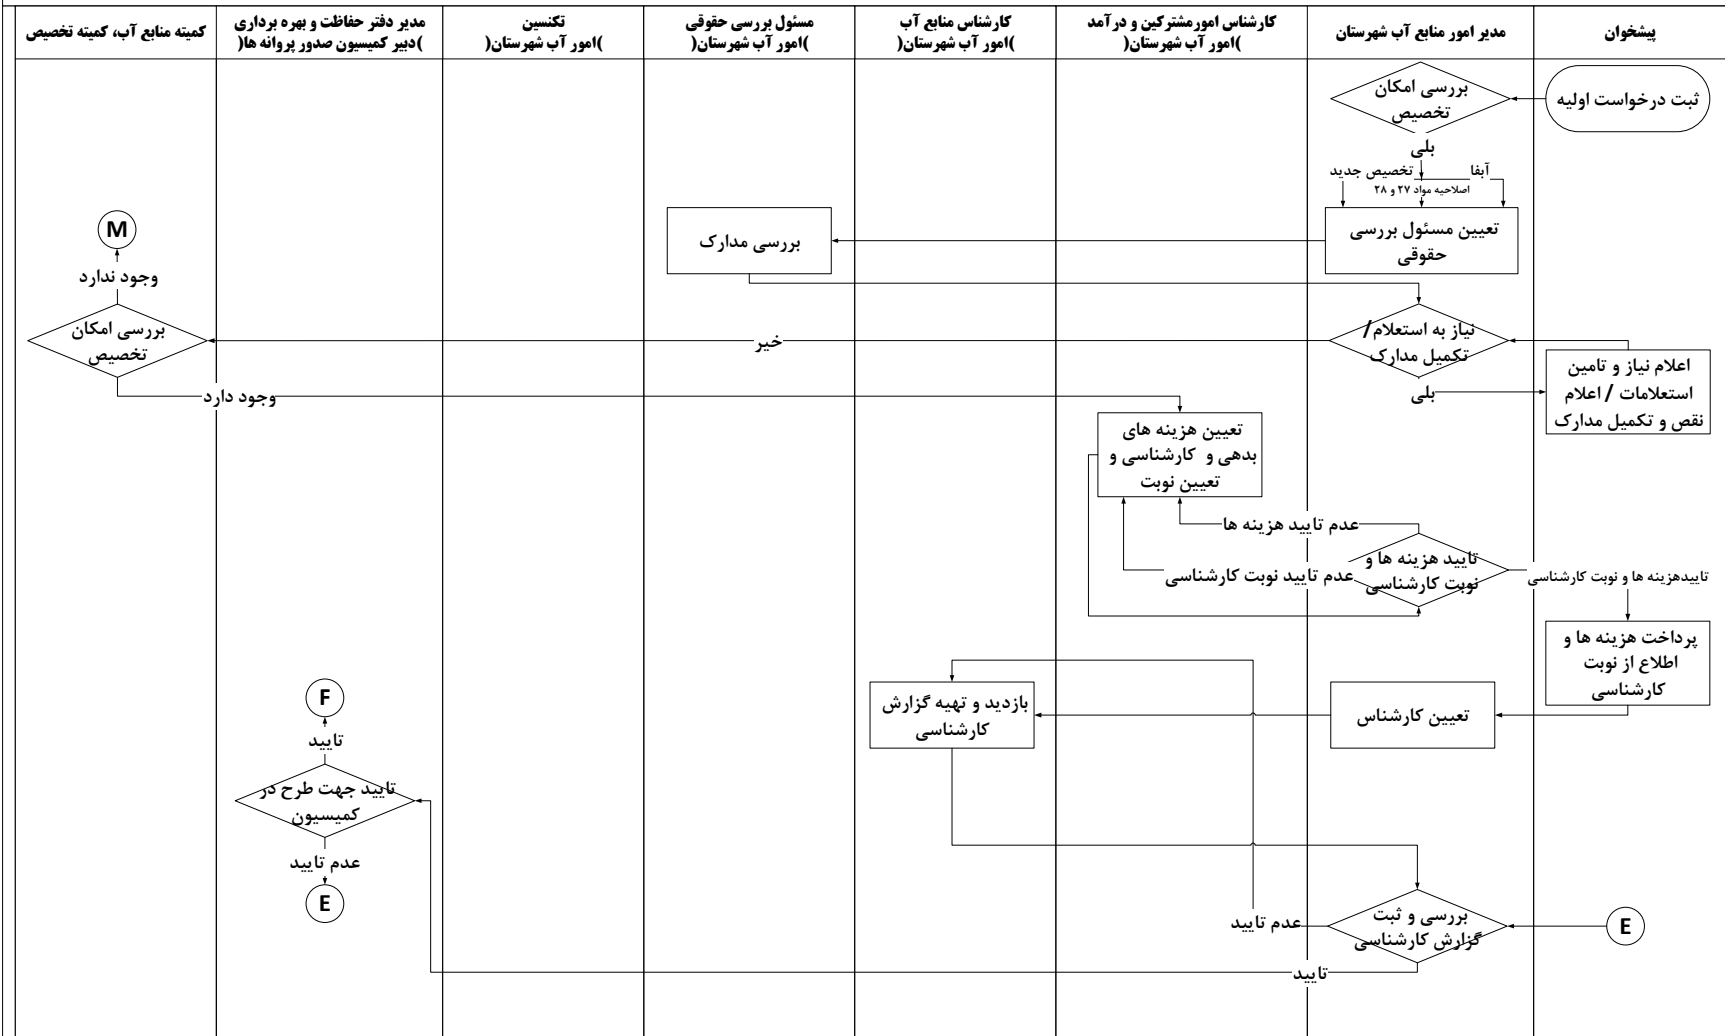 پیشخوان
مدیر امور منابع آب شهرستان
کارشناس امورمشترکین و درآمد
)امور آب شهرستان(
کارشناس منابع آب
)امور آب شهرستان(
مسئول بررسی حقوقی
)امور آب شهرستان(
تکنسین
)امور آب شهرستان(
مدیر دفتر حفاظت و بهره برداری
)دبیر کمیسیون صدور پروانه ها(
کمیته منابع آب، کمیته تخصیص
ثبت درخواست اولیه
بررسی امکان
تخصیص
بلی
آبفا
تخصیص جدید
اصلاحیه مواد ۲۷ و ۲۸
تعیین مسئول بررسی
حقوقی
بررسی مدارک
M
وجود ندارد
نیاز به استعلام/
تکمیل مدارک
خیر
بررسی امکان
تخصیص
اعلام نیاز و تامین
استعلامات / اعلام
نقص و تکمیل مدارک
بلی
وجود دارد
تعیین هزینه های
بدهی و کارشناسی و
تعیین نوبت
عدم تایید هزینه ها
تایید هزینه ها و
نوبت کارشناسی
عدم تایید نوبت کارشناسی
تاییدهزینه ها و نوبت کارشناسی
پرداخت هزینه ها و
اطلاع از نوبت
کارشناسی
تعیین کارشناس
بازدید و تهیه گزارش
کارشناسی
F
تایید
تایید جهت طرح در
کمیسیون
عدم تایید
E
E
بررسی و ثبت
گزارش کارشناسی
عدم تایید
تایید